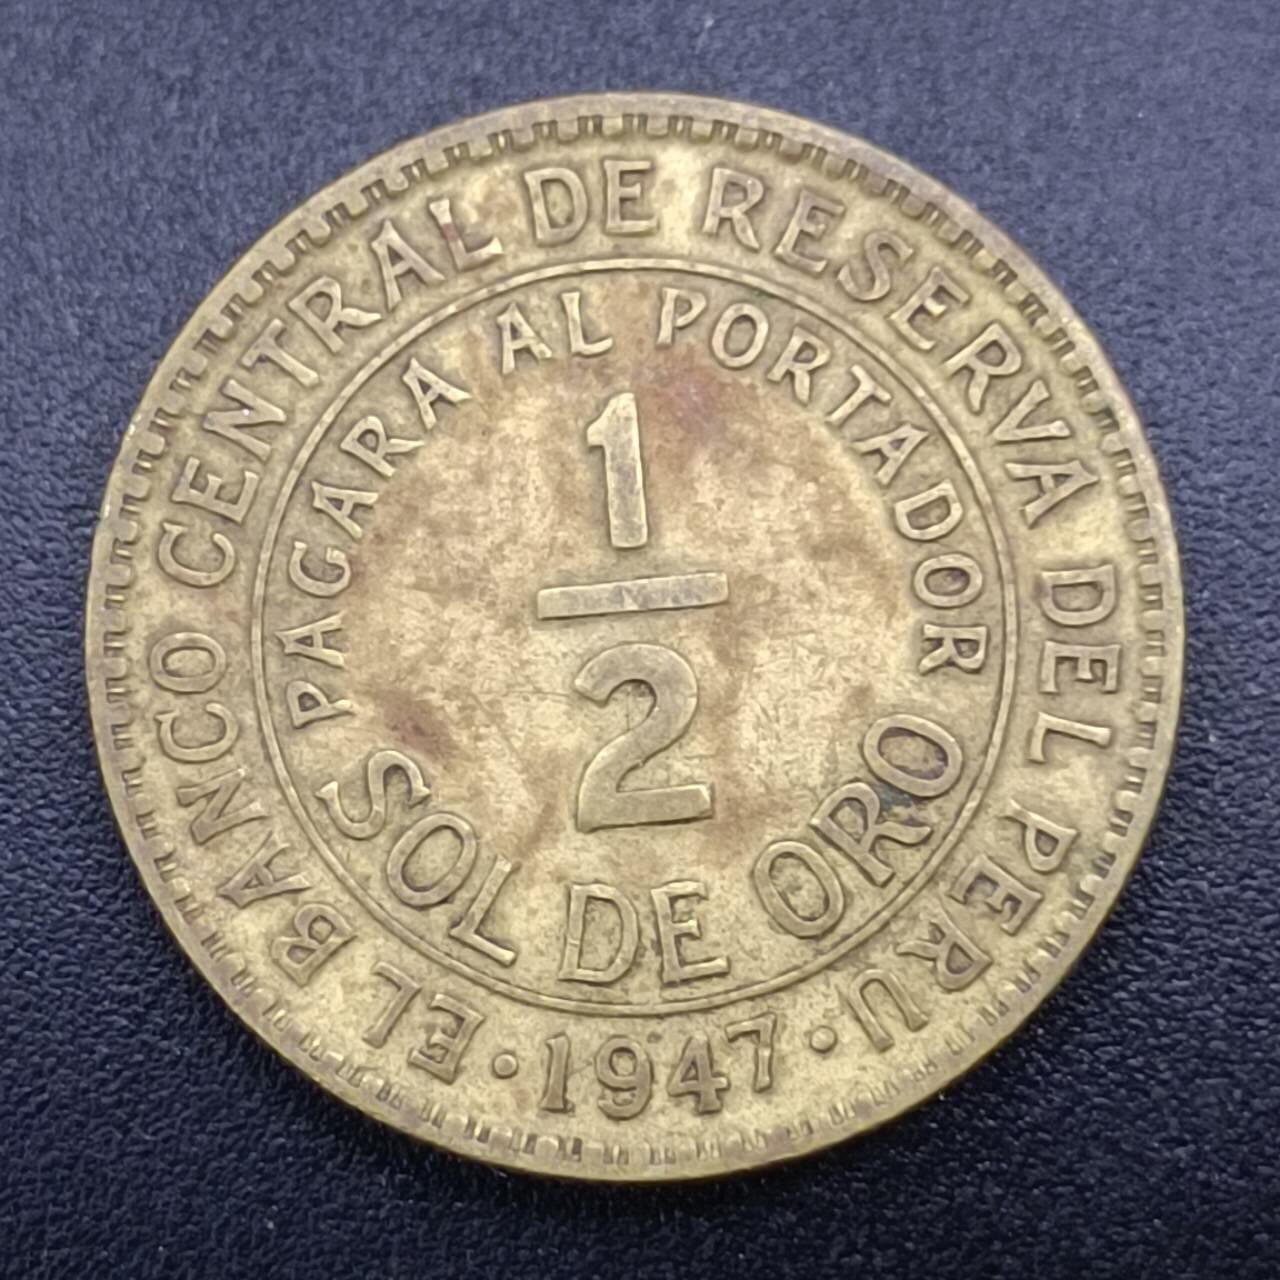 EL BANCO CENTRAL DE RESERVA DEL PERU
PAGARA AL PORTADOR
1
2
SOL DE ORO
· 1947 ·